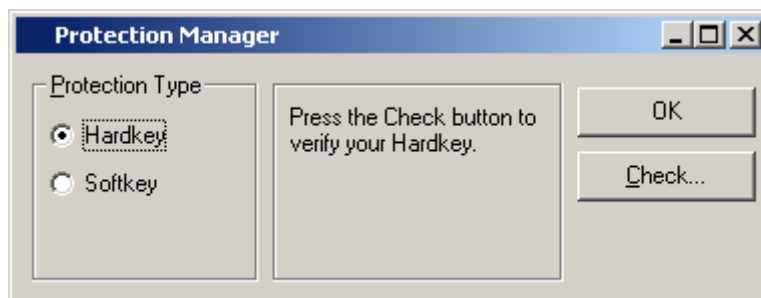 Protection Manager
Protection Type
Hardkey
Softkey
Press the Check button to
verify your Hardkey.
OK
Check...